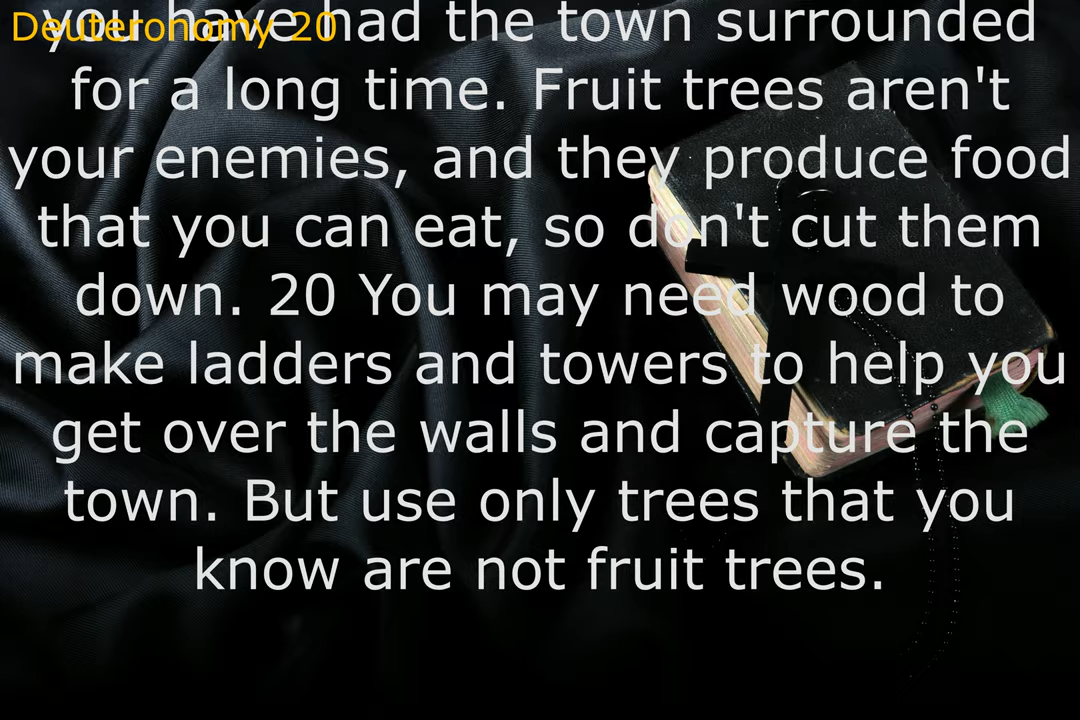 Deuteronomy 20
you have had the town surrounded
for a long time. Fruit trees aren't
your enemies, and they produce food
that you can eat, so don't cut them
down. 20 You may need wood to
make ladders and towers to help you
get over the walls and capture the
town. But use only trees that you
know are not fruit trees.